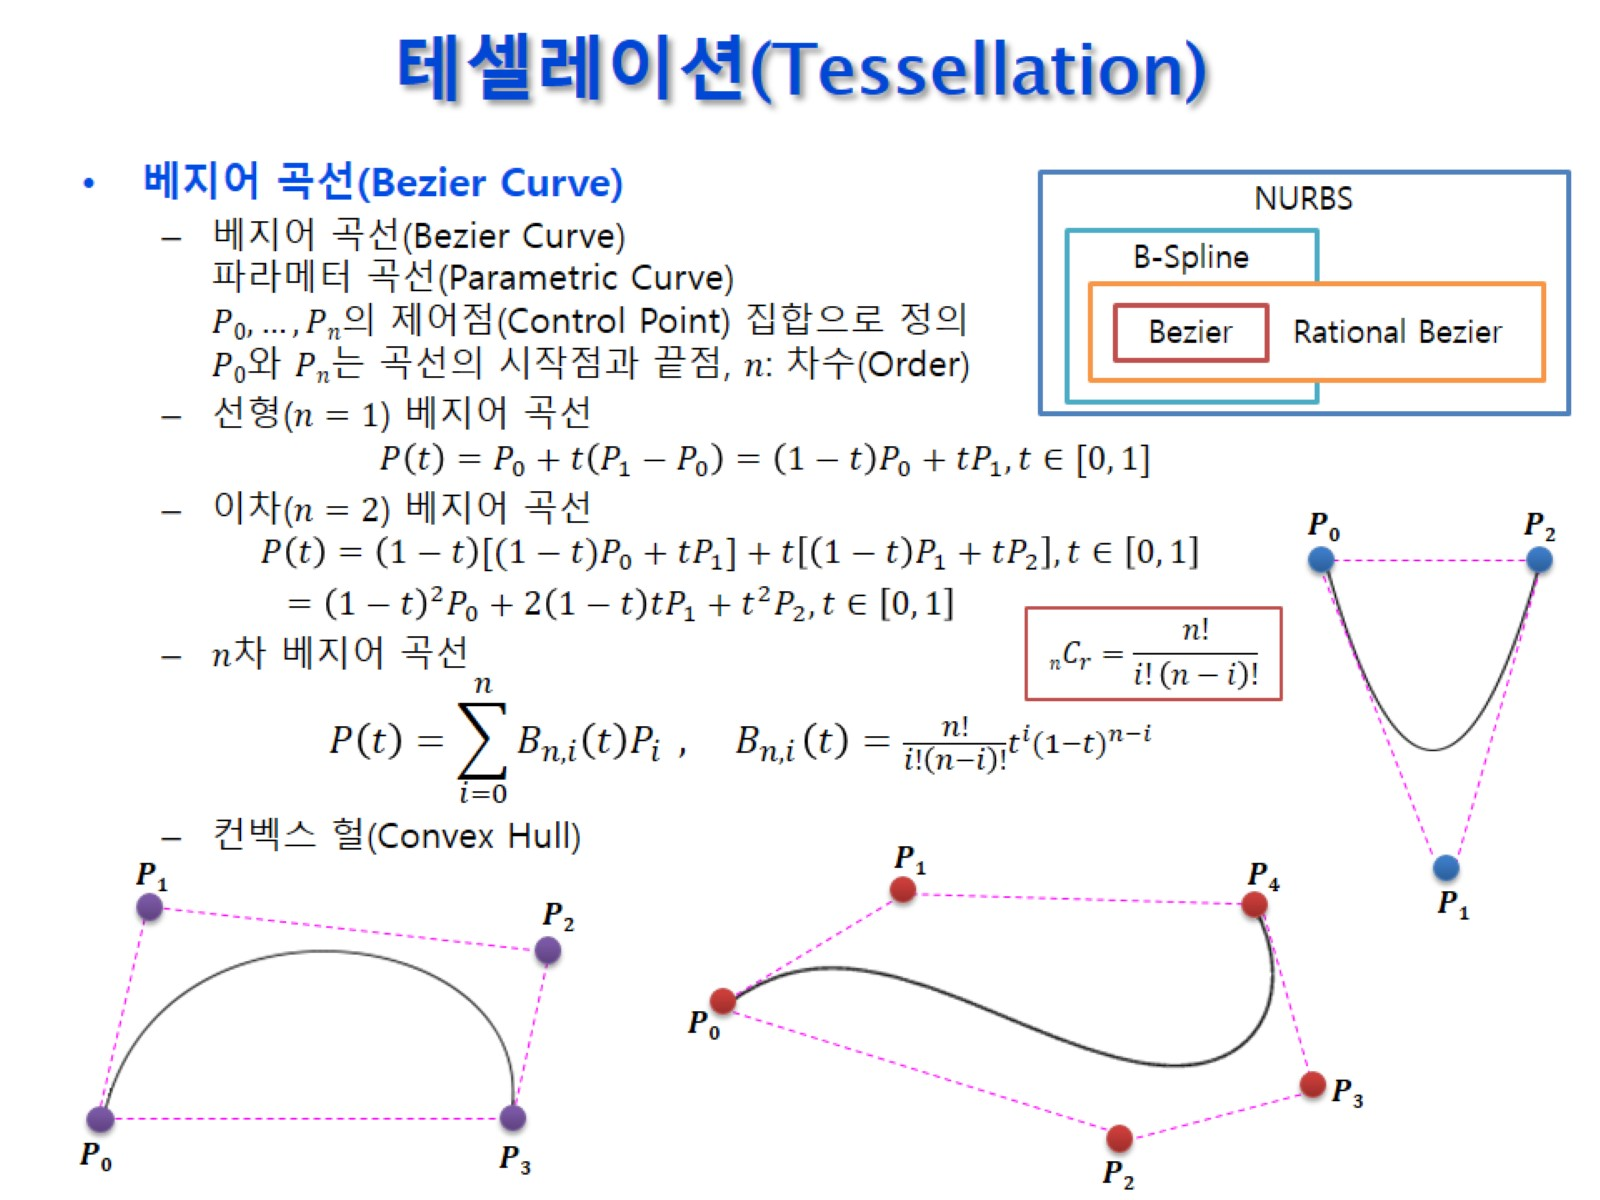 테셀레이션(Tessellation)
• 베지어 곡선(Bezier Curve)
– 베지어 곡선(Bezier Curve)
파라메터 곡선(Parametric Curve)
P₀, … , Pₙ의 제어점(Control Point) 집합으로 정의
P₀와 Pₙ는 곡선의 시작점과 끝점, n: 차수(Order)
NURBS
B-Spline
Bezier
Rational Bezier
– 선형(n = 1) 베지어 곡선
P(t) = P₀ + t(P₁ − P₀) = (1 − t)P₀ + tP₁, t ∈ [0, 1]
– 이차(n = 2) 베지어 곡선
P(t) = (1 − t)[(1 − t)P₀ + tP₁] + t[(1 − t)P₁ + tP₂], t ∈ [0, 1]
= (1 − t)²P₀ + 2(1 − t)tP₁ + t²P₂, t ∈ [0, 1]
– n차 베지어 곡선
ₙCᵣ = n! / i! (n − i)!
P(t) = ∑_{i=0}^{n} B_{n,i}(t)P_i , B_{n,i}(t) = n! / i!(n−i)! t^i (1−t)^{n−i}
P₀
P₂
P₁
– 컨벡스 헐(Convex Hull)
P₁
P₂
P₀
P₃
P₁
P₄
P₀
P₃
P₂